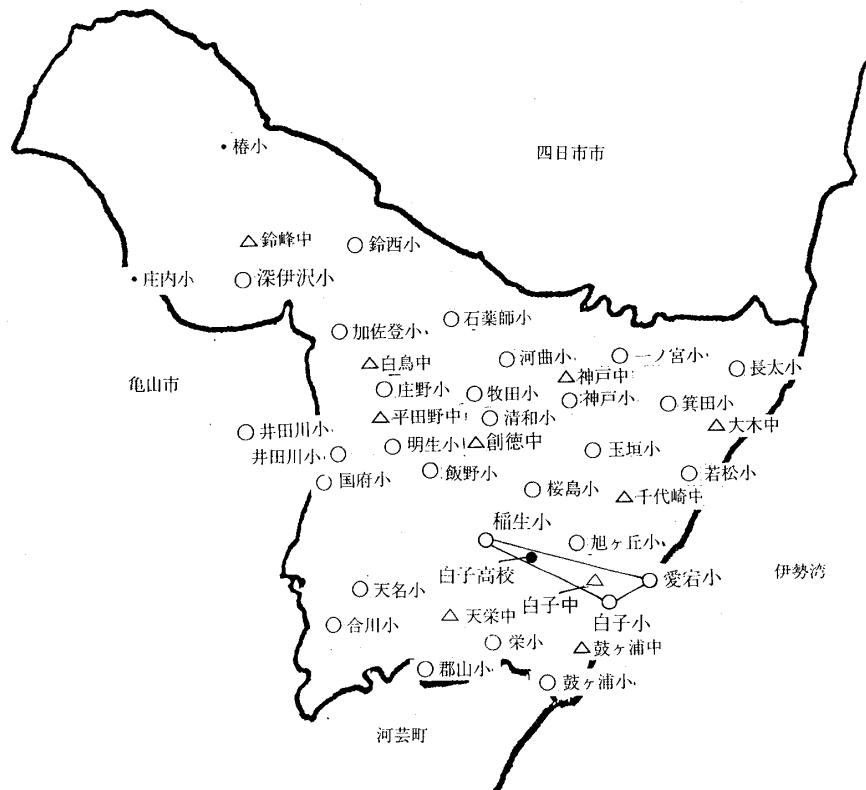 椿小
四日市市
鈴峰中
鈴西小
庄内小
深伊沢小
石薬師小
加佐登小
河曲小
一ノ宮小
白鳥中
神戸中
長太小
亀山市
庄野小
牧田小
神戸小
箕田小
平田野中
清和小
大木中
井田川小
明生小
創徳中
玉垣小
井田川小
飯野小
若松小
国府小
桜島小
千代崎中
稲生小
旭ヶ丘小
白子高校
愛宕小
伊勢湾
天名小
白子中
天栄中
白子小
合川小
栄小
鼓ヶ浦中
郡山小
鼓ヶ浦小
河芸町